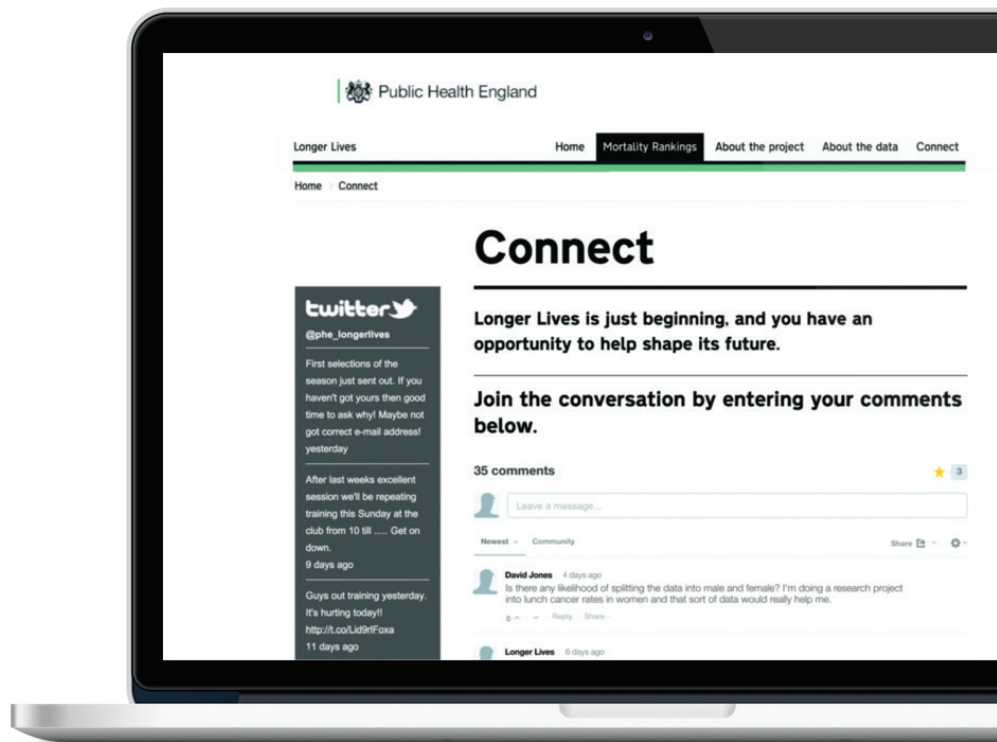 Public Health England
Longer Lives
Home Mortality Rankings About the project About the data Connect
Home Connect
Connect
twitter
@phe_longerlives
First selections of the
season just sent out. If you
haven't got yours then good
time to ask why! Maybe not
got correct e-mail address!
yesterday
After last weeks excellent
session we'll be repeating
training this Sunday at the
club from 10 till ..... Get on
down.
9 days ago
Guys out training yesterday.
It's hurting today!!
http://t.co/Lid9rlFoxa
11 days ago
Longer Lives is just beginning, and you have an
opportunity to help shape its future.
Join the conversation by entering your comments
below.
35 comments
3
Leave a message...
Newest Community
Share
David Jones 4 days ago
Is there any likelihood of splitting the data into male and female? I'm doing a research project
into lunch cancer rates in women and that sort of data would really help me.
0 Reply Share ›
Longer Lives 6 days ago